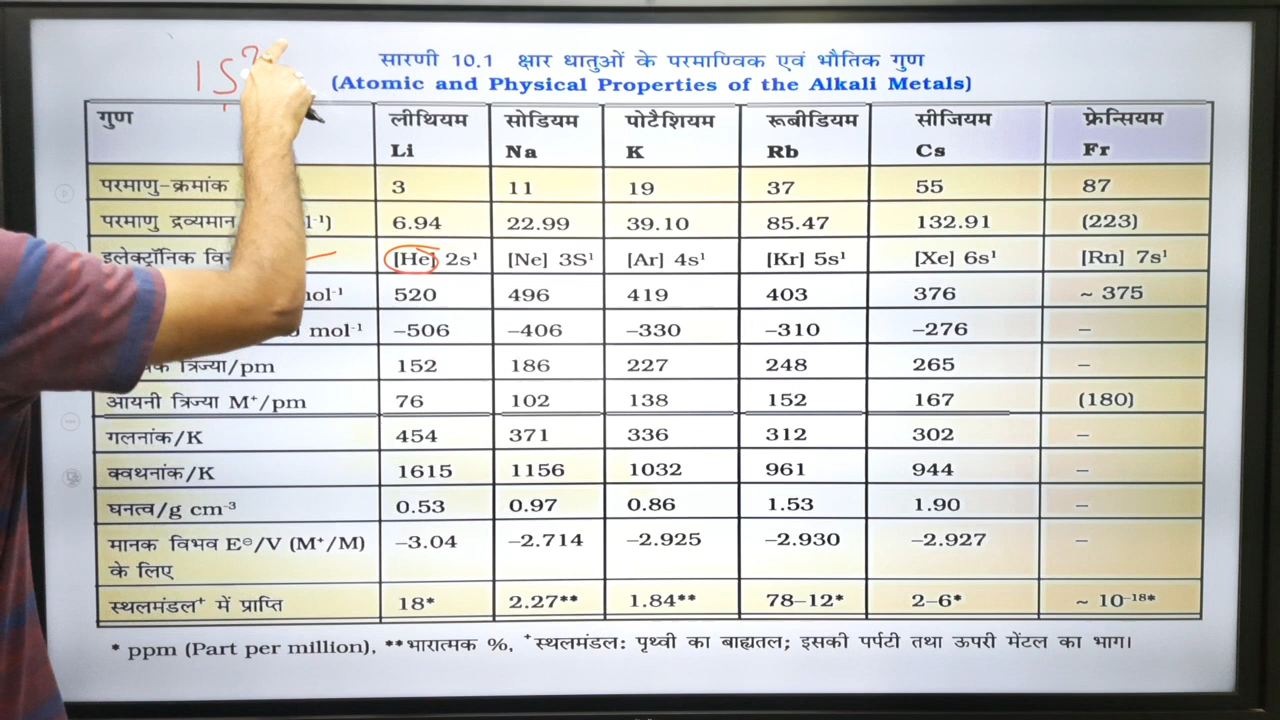 1S²
सारणी 10.1 क्षार धातुओं के परमाण्विक एवं भौतिक गुण
(Atomic and Physical Properties of the Alkali Metals)
गुण लीथियम सोडियम पोटैशियम रूबीडियम सीजियम फ्रेन्सियम
Li Na K Rb Cs Fr
परमाणु-क्रमांक 3 11 19 37 55 87
परमाणु द्रव्यमान l⁻¹) 6.94 22.99 39.10 85.47 132.91 (223)
इलेक्ट्रॉनिक [He] 2s¹ [Ne] 3S¹ [Ar] 4s¹ [Kr] 5s¹ [Xe] 6s¹ [Rn] 7s¹
mol⁻¹ 520 496 419 403 376 ~ 375
mol⁻¹ –506 –406 –330 –310 –276 –
त्रिज्या/pm 152 186 227 248 265 –
आयनी त्रिज्या M⁺/pm 76 102 138 152 167 (180)
गलनांक/K 454 371 336 312 302 –
क्वथनांक/K 1615 1156 1032 961 944 –
घनत्व/g cm⁻³ 0.53 0.97 0.86 1.53 1.90 –
मानक विभव E⊖/V (M⁺/M) –3.04 –2.714 –2.925 –2.930 –2.927 –
के लिए
स्थलमंडल⁺ में प्राप्ति 18* 2.27** 1.84** 78–12* 2–6* ~ 10⁻¹⁸*
* ppm (Part per million), **भारात्मक %, ⁺स्थलमंडल: पृथ्वी का बाह्यतल; इसकी पर्पटी तथा ऊपरी मेंटल का भाग।